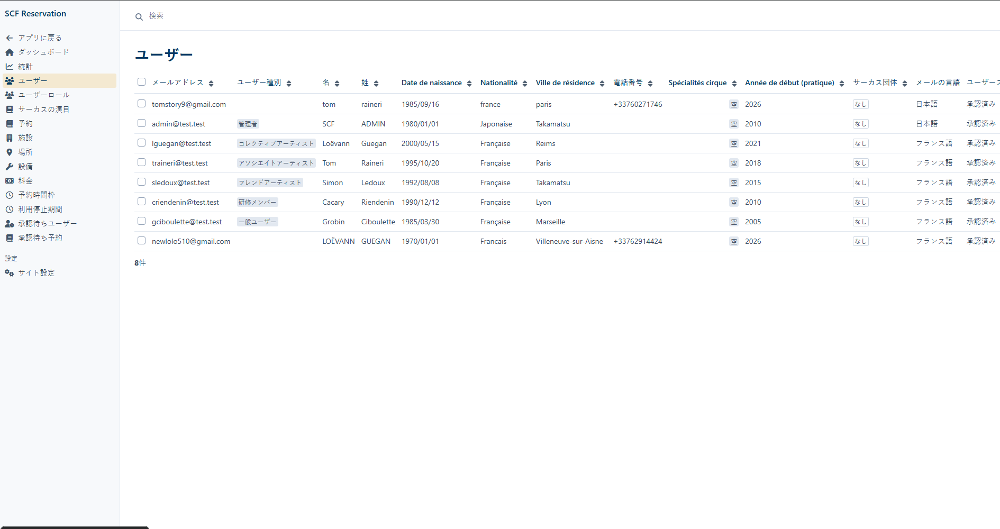 SCF Reservation
検索
アプリに戻る
ダッシュボード
統計
ユーザー
ユーザーロール
サーカスの演目
予約
施設
場所
設備
料金
予約時間枠
利用停止期間
承認待ちユーザー
承認待ち予約
設定
サイト設定
ユーザー
メールアドレス ユーザー種別 名 姓 Date de naissance Nationalité Ville de résidence 電話番号 Spécialités cirque Année de début (pratique) サーカス団体 メールの言語 ユーザース
tomstory9@gmail.com tom raineri 1985/09/16 france paris +33760271746 空 2026 なし 日本語 承認済み
admin@test.test 管理者 SCF ADMIN 1980/01/01 Japonaise Takamatsu 空 2010 なし 日本語 承認済み
lguegan@test.test コレクティブアーティスト Loëvann Guegan 2000/05/15 Française Reims 空 2021 なし フランス語 承認済み
traineri@test.test アソシエイトアーティスト Tom Raineri 1995/10/20 Française Paris 空 2018 なし フランス語 承認済み
sledoux@test.test フレンドアーティスト Simon Ledoux 1992/08/08 Française Takamatsu 空 2015 なし フランス語 承認済み
criendenin@test.test 研修メンバー Cacary Riendenin 1990/12/12 Française Lyon 空 2010 なし フランス語 承認済み
gciboulette@test.test 一般ユーザー Grobin Ciboulette 1985/03/30 Française Marseille 空 2005 なし フランス語 承認済み
newlolo510@gmail.com LOËVANN GUEGAN 1970/01/01 Francais Villeneuve-sur-Aisne +33762914424 空 2026 なし フランス語 承認済み
8件